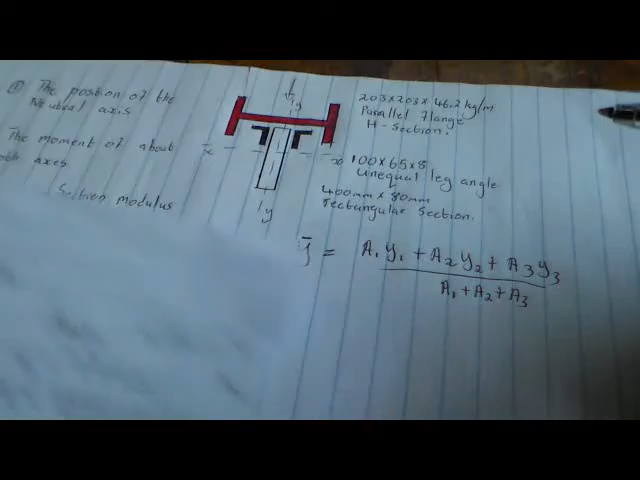 ① The position of the
Neutral axis
The moment of about
axes
Section modulus
y
x
x
y
203x203x46.2kg/m
Parallel Flange
H-Section.
100x65x8
Unequal leg angle
400mm x 80mm
rectangular Section.
ȳ = A₁y₁ + A₂y₂ + A₃y₃
A₁+A₂+A₃